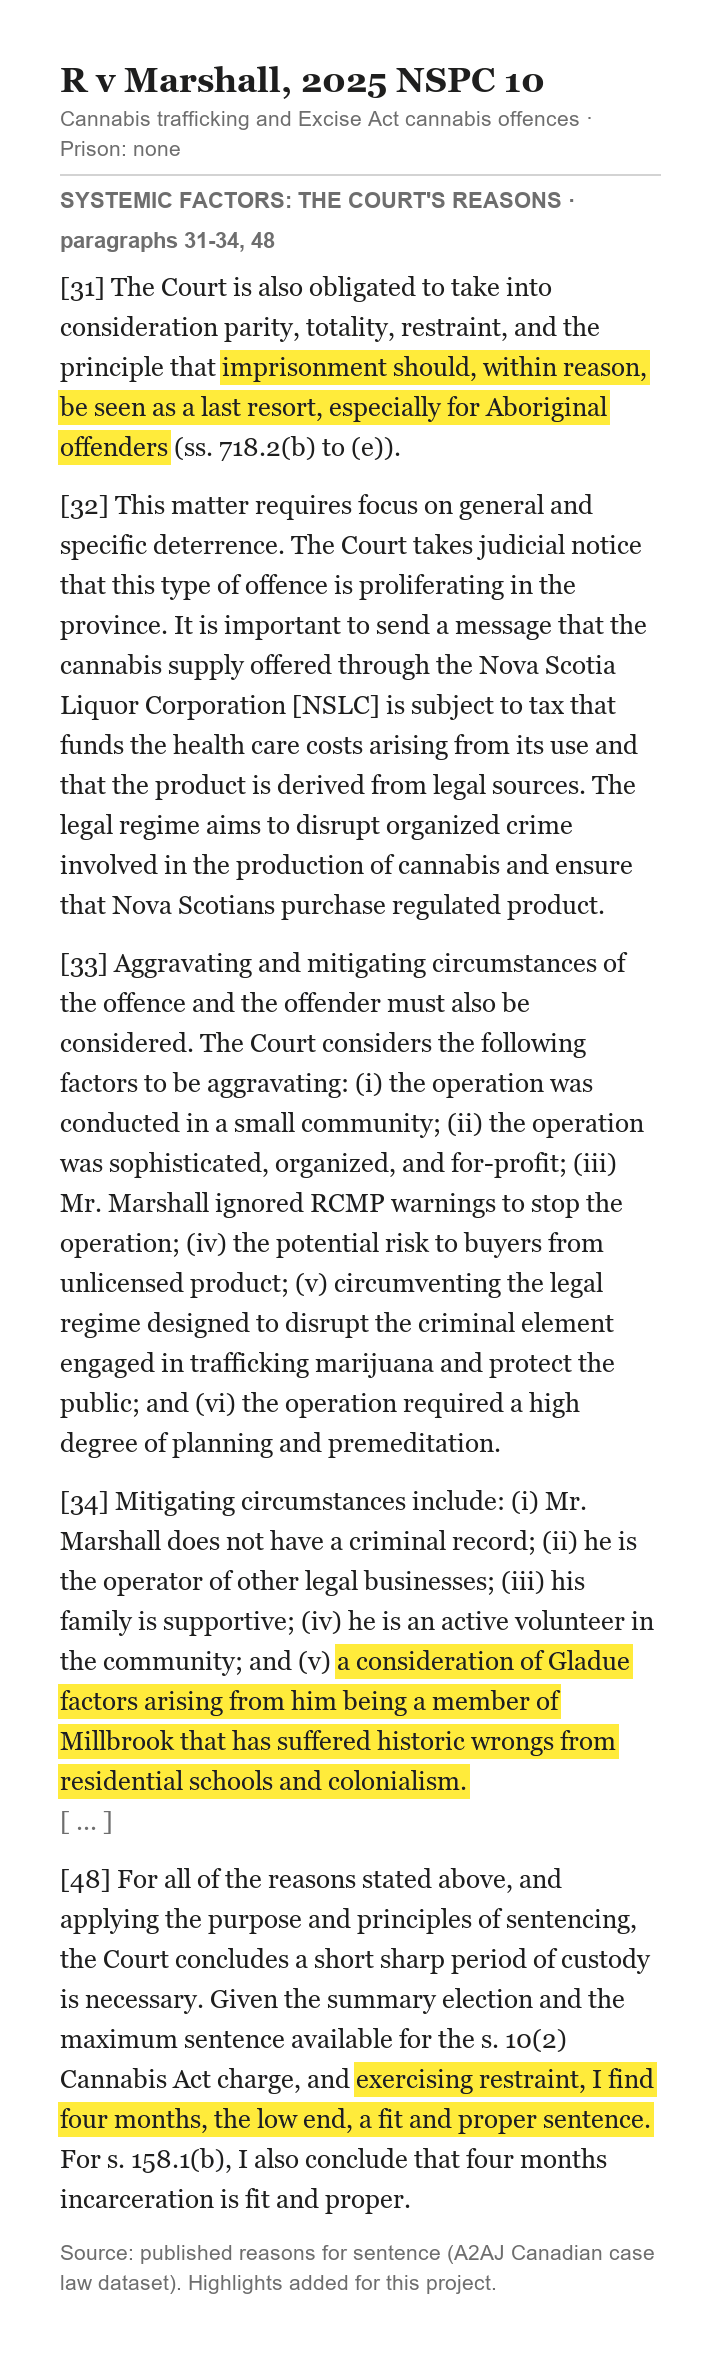 R v Marshall, 2025 NSPC 10
Cannabis trafficking and Excise Act cannabis offences ·
Prison: none
SYSTEMIC FACTORS: THE COURT'S REASONS ·
paragraphs 31-34, 48
[31] The Court is also obligated to take into
consideration parity, totality, restraint, and the
principle that imprisonment should, within reason,
be seen as a last resort, especially for Aboriginal
offenders (ss. 718.2(b) to (e)).
[32] This matter requires focus on general and
specific deterrence. The Court takes judicial notice
that this type of offence is proliferating in the
province. It is important to send a message that the
cannabis supply offered through the Nova Scotia
Liquor Corporation [NSLC] is subject to tax that
funds the health care costs arising from its use and
that the product is derived from legal sources. The
legal regime aims to disrupt organized crime
involved in the production of cannabis and ensure
that Nova Scotians purchase regulated product.
[33] Aggravating and mitigating circumstances of
the offence and the offender must also be
considered. The Court considers the following
factors to be aggravating: (i) the operation was
conducted in a small community; (ii) the operation
was sophisticated, organized, and for-profit; (iii)
Mr. Marshall ignored RCMP warnings to stop the
operation; (iv) the potential risk to buyers from
unlicensed product; (v) circumventing the legal
regime designed to disrupt the criminal element
engaged in trafficking marijuana and protect the
public; and (vi) the operation required a high
degree of planning and premeditation.
[34] Mitigating circumstances include: (i) Mr.
Marshall does not have a criminal record; (ii) he is
the operator of other legal businesses; (iii) his
family is supportive; (iv) he is an active volunteer in
the community; and (v) a consideration of Gladue
factors arising from him being a member of
Millbrook that has suffered historic wrongs from
residential schools and colonialism.
[ ... ]
[48] For all of the reasons stated above, and
applying the purpose and principles of sentencing,
the Court concludes a short sharp period of custody
is necessary. Given the summary election and the
maximum sentence available for the s. 10(2)
Cannabis Act charge, and exercising restraint, I find
four months, the low end, a fit and proper sentence.
For s. 158.1(b), I also conclude that four months
incarceration is fit and proper.
Source: published reasons for sentence (A2AJ Canadian case
law dataset). Highlights added for this project.